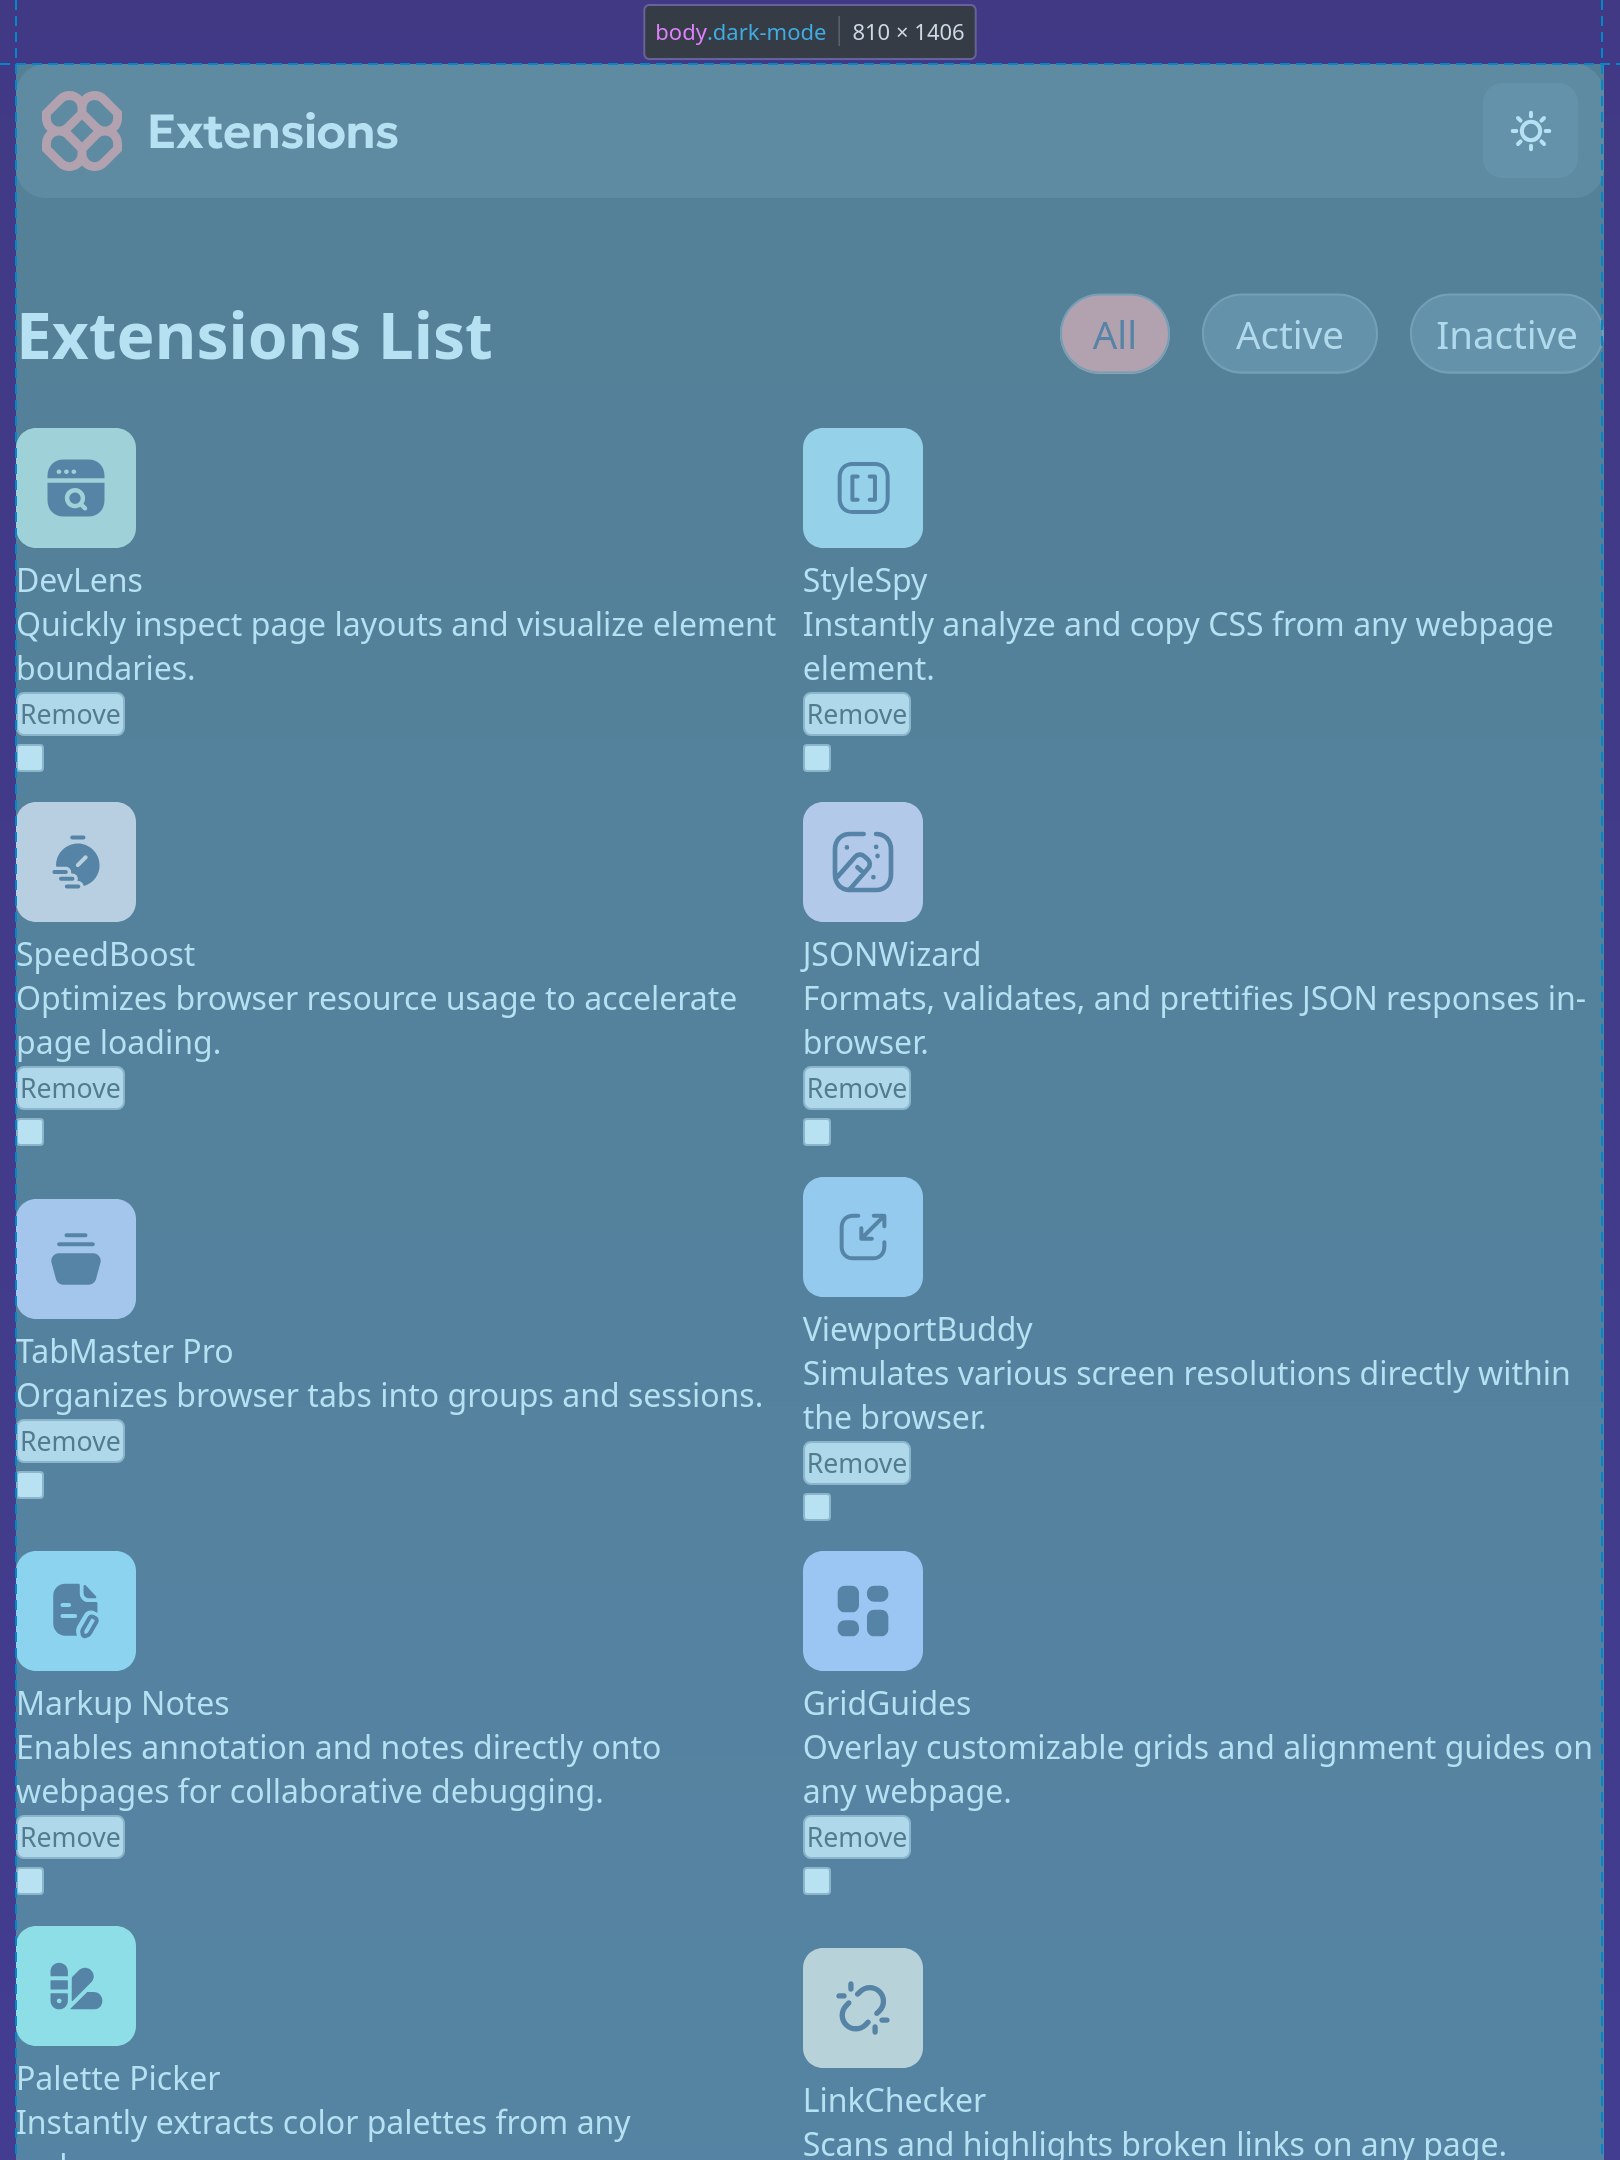 body.dark-mode 810 × 1406
Extensions
Extensions List
All
Active
Inactive
DevLens
Quickly inspect page layouts and visualize element
boundaries.
Remove
StyleSpy
Instantly analyze and copy CSS from any webpage
element.
Remove
SpeedBoost
Optimizes browser resource usage to accelerate
page loading.
Remove
JSONWizard
Formats, validates, and prettifies JSON responses in-
browser.
Remove
TabMaster Pro
Organizes browser tabs into groups and sessions.
Remove
ViewportBuddy
Simulates various screen resolutions directly within
the browser.
Remove
Markup Notes
Enables annotation and notes directly onto
webpages for collaborative debugging.
Remove
GridGuides
Overlay customizable grids and alignment guides on
any webpage.
Remove
Palette Picker
Instantly extracts color palettes from any
LinkChecker
Scans and highlights broken links on any page.